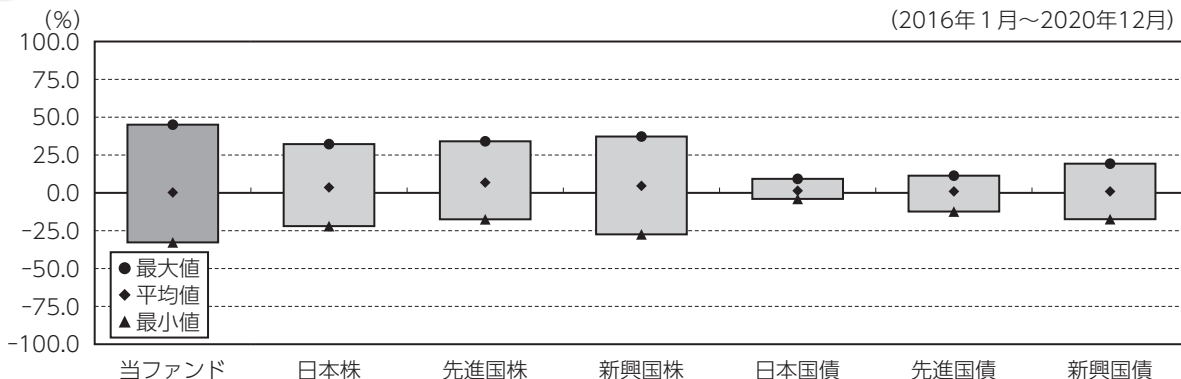 (%)
(2016年1月～2020年12月)
100.0
75.0
50.0
25.0
0.0
-25.0
-50.0
-75.0
-100.0
●最大値
◆平均値
▲最小値
当ファンド 日本株 先進国株 新興国株 日本国債 先進国債 新興国債